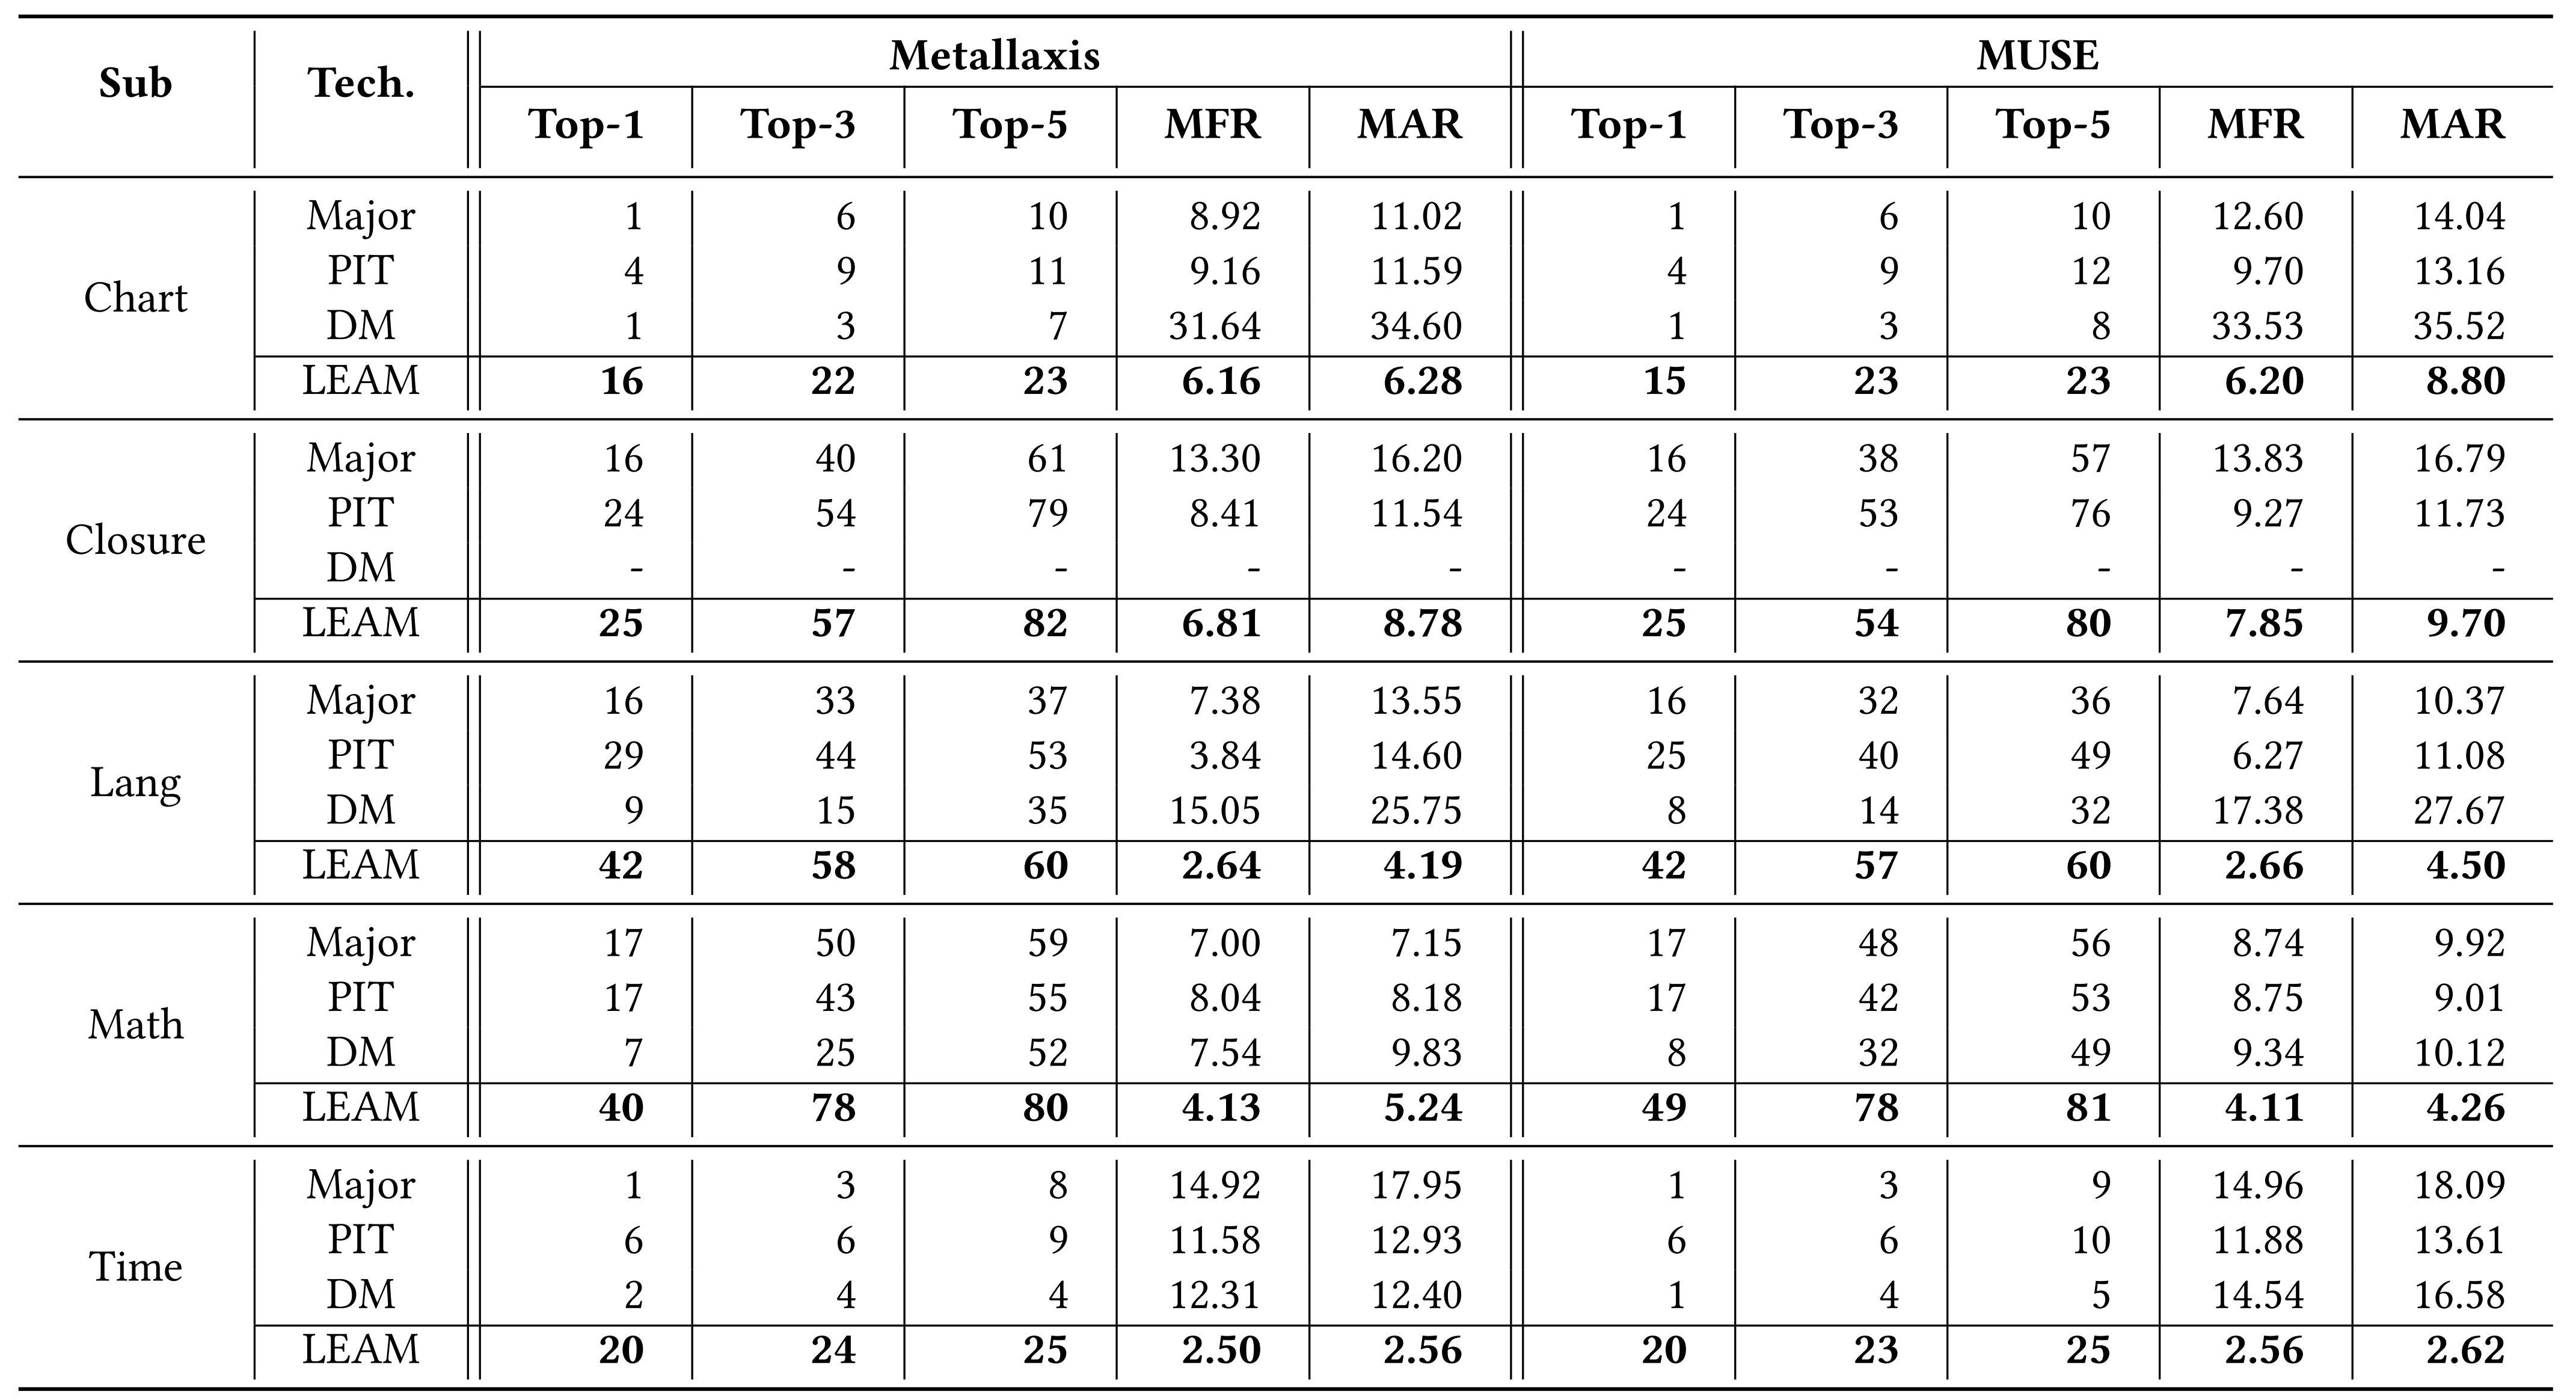 Sub Tech. Metallaxis MUSE
Top-1 Top-3 Top-5 MFR MAR Top-1 Top-3 Top-5 MFR MAR
Chart
Major 1 6 10 8.92 11.02 1 6 10 12.60 14.04
PIT 4 9 11 9.16 11.59 4 9 12 9.70 13.16
DM 1 3 7 31.64 34.60 1 3 8 33.53 35.52
LEAM 16 22 23 6.16 6.28 15 23 23 6.20 8.80
Closure
Major 16 40 61 13.30 16.20 16 38 57 13.83 16.79
PIT 24 54 79 8.41 11.54 24 53 76 9.27 11.73
DM - - - - - - - - - -
LEAM 25 57 82 6.81 8.78 25 54 80 7.85 9.70
Lang
Major 16 33 37 7.38 13.55 16 32 36 7.64 10.37
PIT 29 44 53 3.84 14.60 25 40 49 6.27 11.08
DM 9 15 35 15.05 25.75 8 14 32 17.38 27.67
LEAM 42 58 60 2.64 4.19 42 57 60 2.66 4.50
Math
Major 17 50 59 7.00 7.15 17 48 56 8.74 9.92
PIT 17 43 55 8.04 8.18 17 42 53 8.75 9.01
DM 7 25 52 7.54 9.83 8 32 49 9.34 10.12
LEAM 40 78 80 4.13 5.24 49 78 81 4.11 4.26
Time
Major 1 3 8 14.92 17.95 1 3 9 14.96 18.09
PIT 6 6 9 11.58 12.93 6 6 10 11.88 13.61
DM 2 4 4 12.31 12.40 1 4 5 14.54 16.58
LEAM 20 24 25 2.50 2.56 20 23 25 2.56 2.62